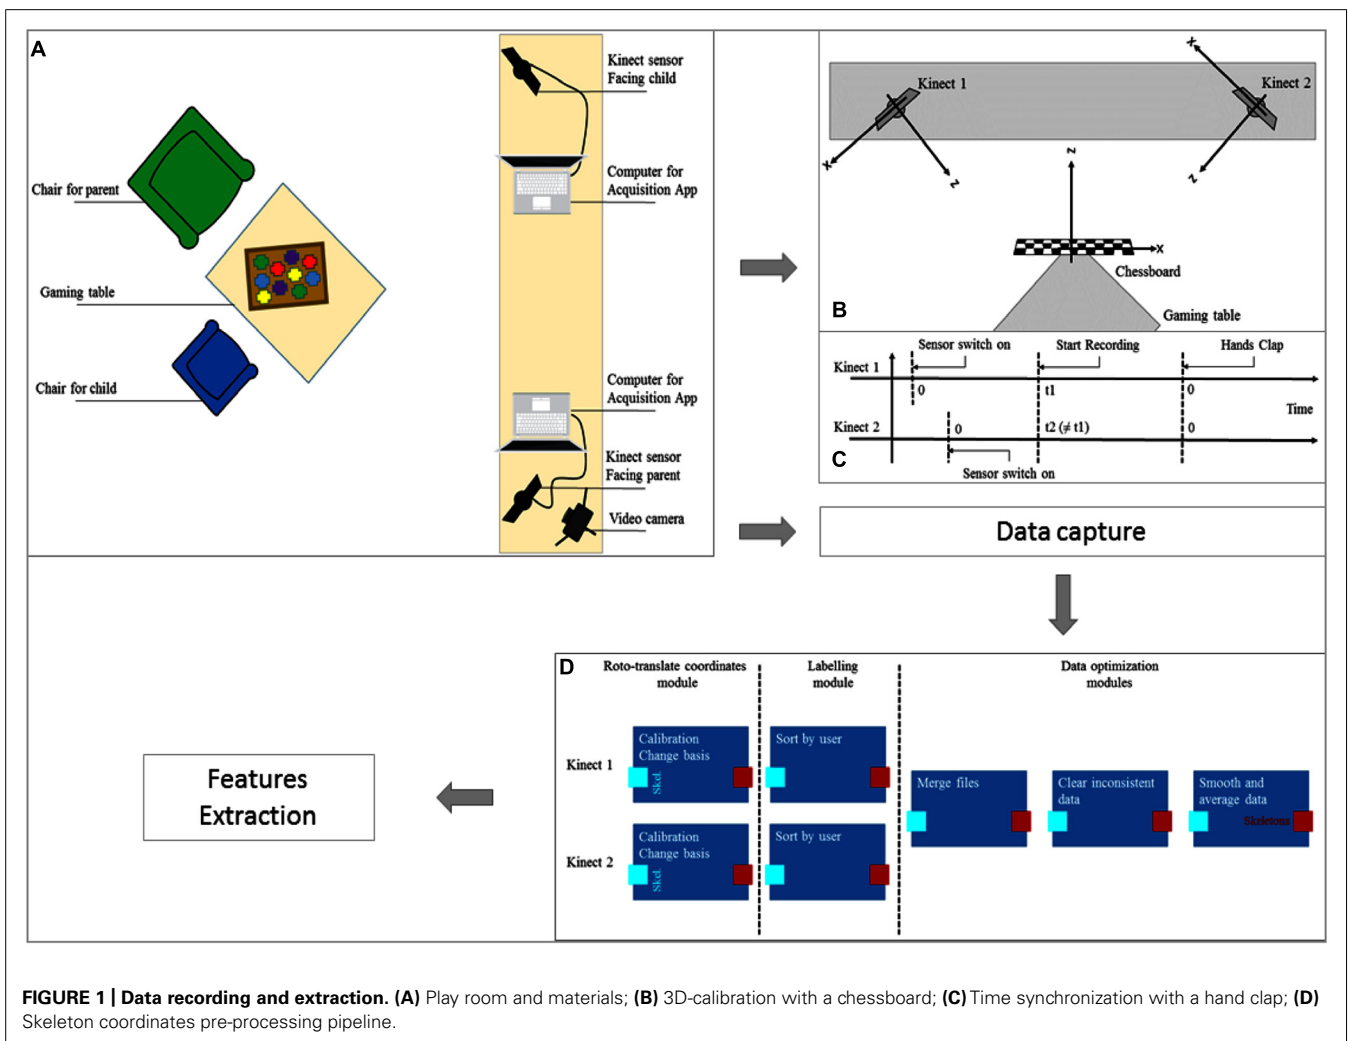 A
Kinect sensor
Facing child
Computer for
Acquisition App
Chair for parent
Gaming table
Chair for child
Computer for
Acquisition App
Kinect sensor
Facing parent
Video camera
X
Kinect 1
Kinect 2
X
Z
Z
Z
X
Chessboard
Gaming table
B
Sensor switch on
Start Recording
Hands Clap
Kinect 1
0
t1
0
Time
Kinect 2
0
t2 (≠ t1)
0
C
Sensor switch on
Data capture
D
Roto-translate coordinates
module
Labelling
module
Data optimization
modules
Kinect 1
Calibration
Change basis
Skel.
Sort by user
Kinect 2
Calibration
Change basis
Skel.
Sort by user
Merge files
Clear inconsistent
data
Smooth and
average data
Skeletons
Features
Extraction
FIGURE 1 | Data recording and extraction. (A) Play room and materials; (B) 3D-calibration with a chessboard; (C) Time synchronization with a hand clap; (D)
Skeleton coordinates pre-processing pipeline.